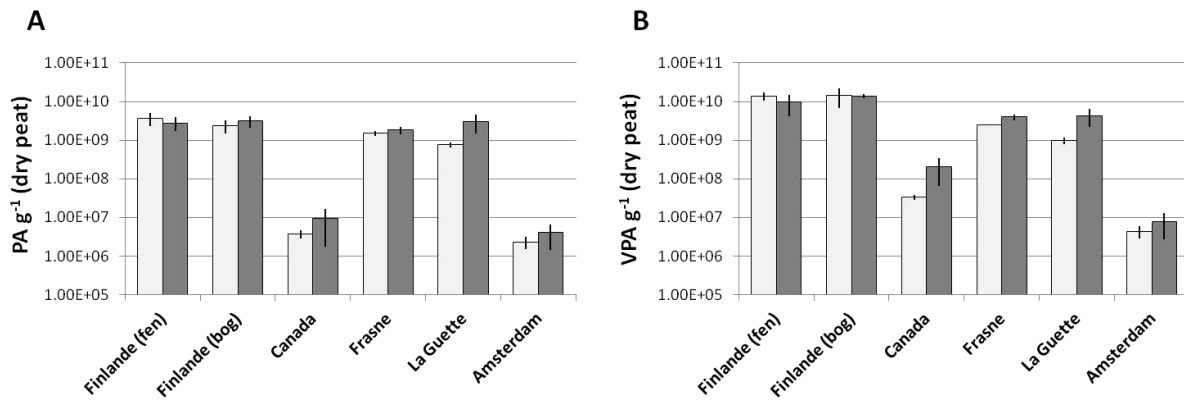 A
PA g-1 (dry peat)
1.00E+11
1.00E+10
1.00E+09
1.00E+08
1.00E+07
1.00E+06
1.00E+05
Finlande (fen)
Finlande (bog)
Canada
Frasne
La Guette
Amsterdam
B
VPA g-1 (dry peat)
1.00E+11
1.00E+10
1.00E+09
1.00E+08
1.00E+07
1.00E+06
1.00E+05
Finlande (fen)
Finlande (bog)
Canada
Frasne
La Guette
Amsterdam